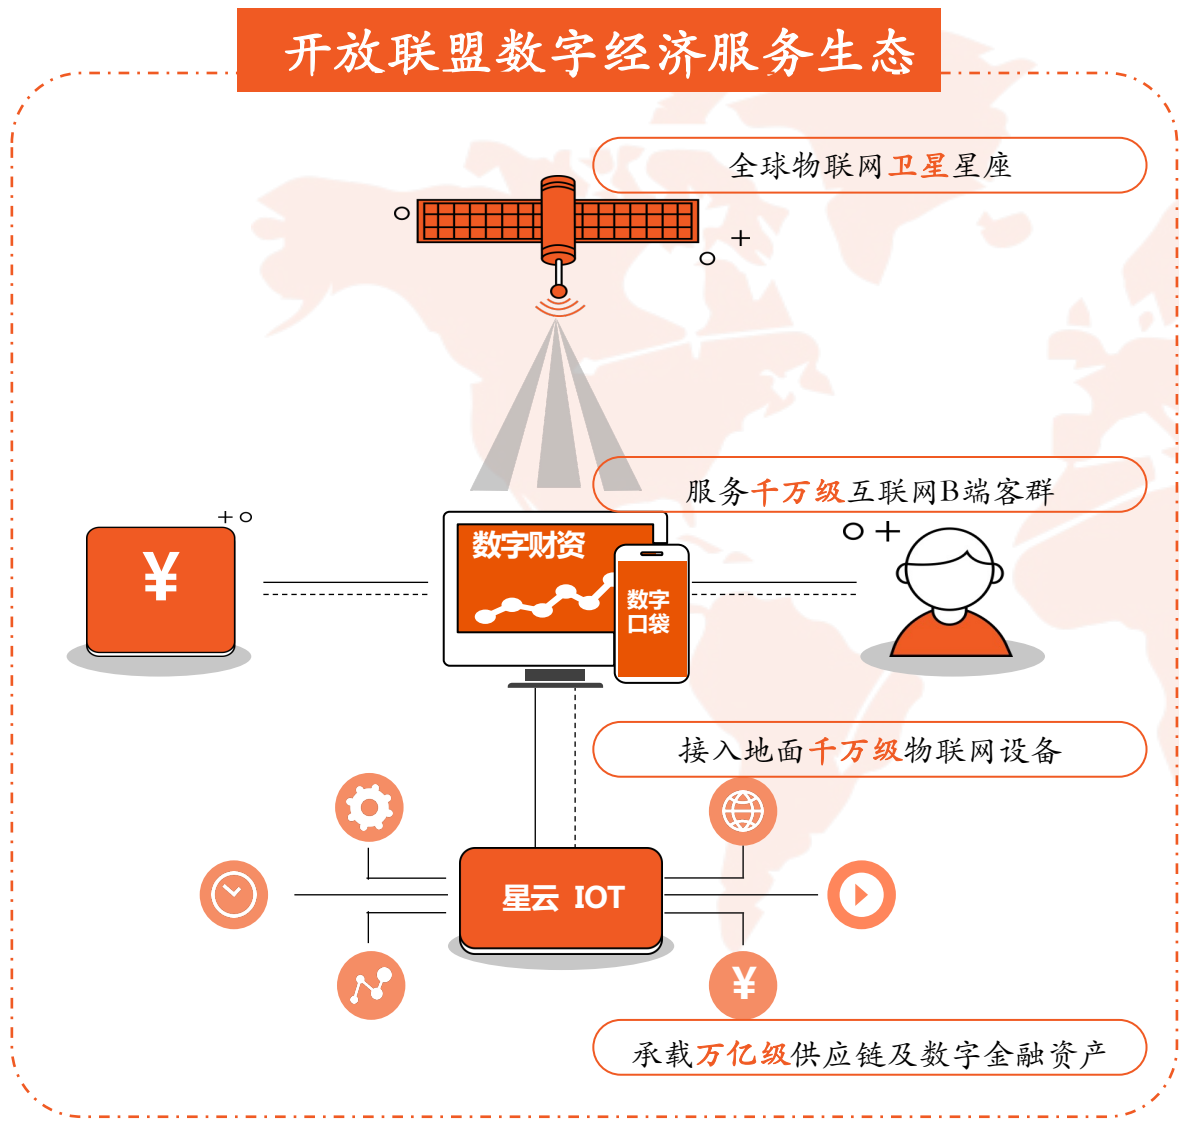 开放联盟数字经济服务生态
全球物联网卫星星座
服务千万级互联网B端客群
¥
数字财资
数字
口袋
接入地面千万级物联网设备
星云 IOT
¥
承载万亿级供应链及数字金融资产